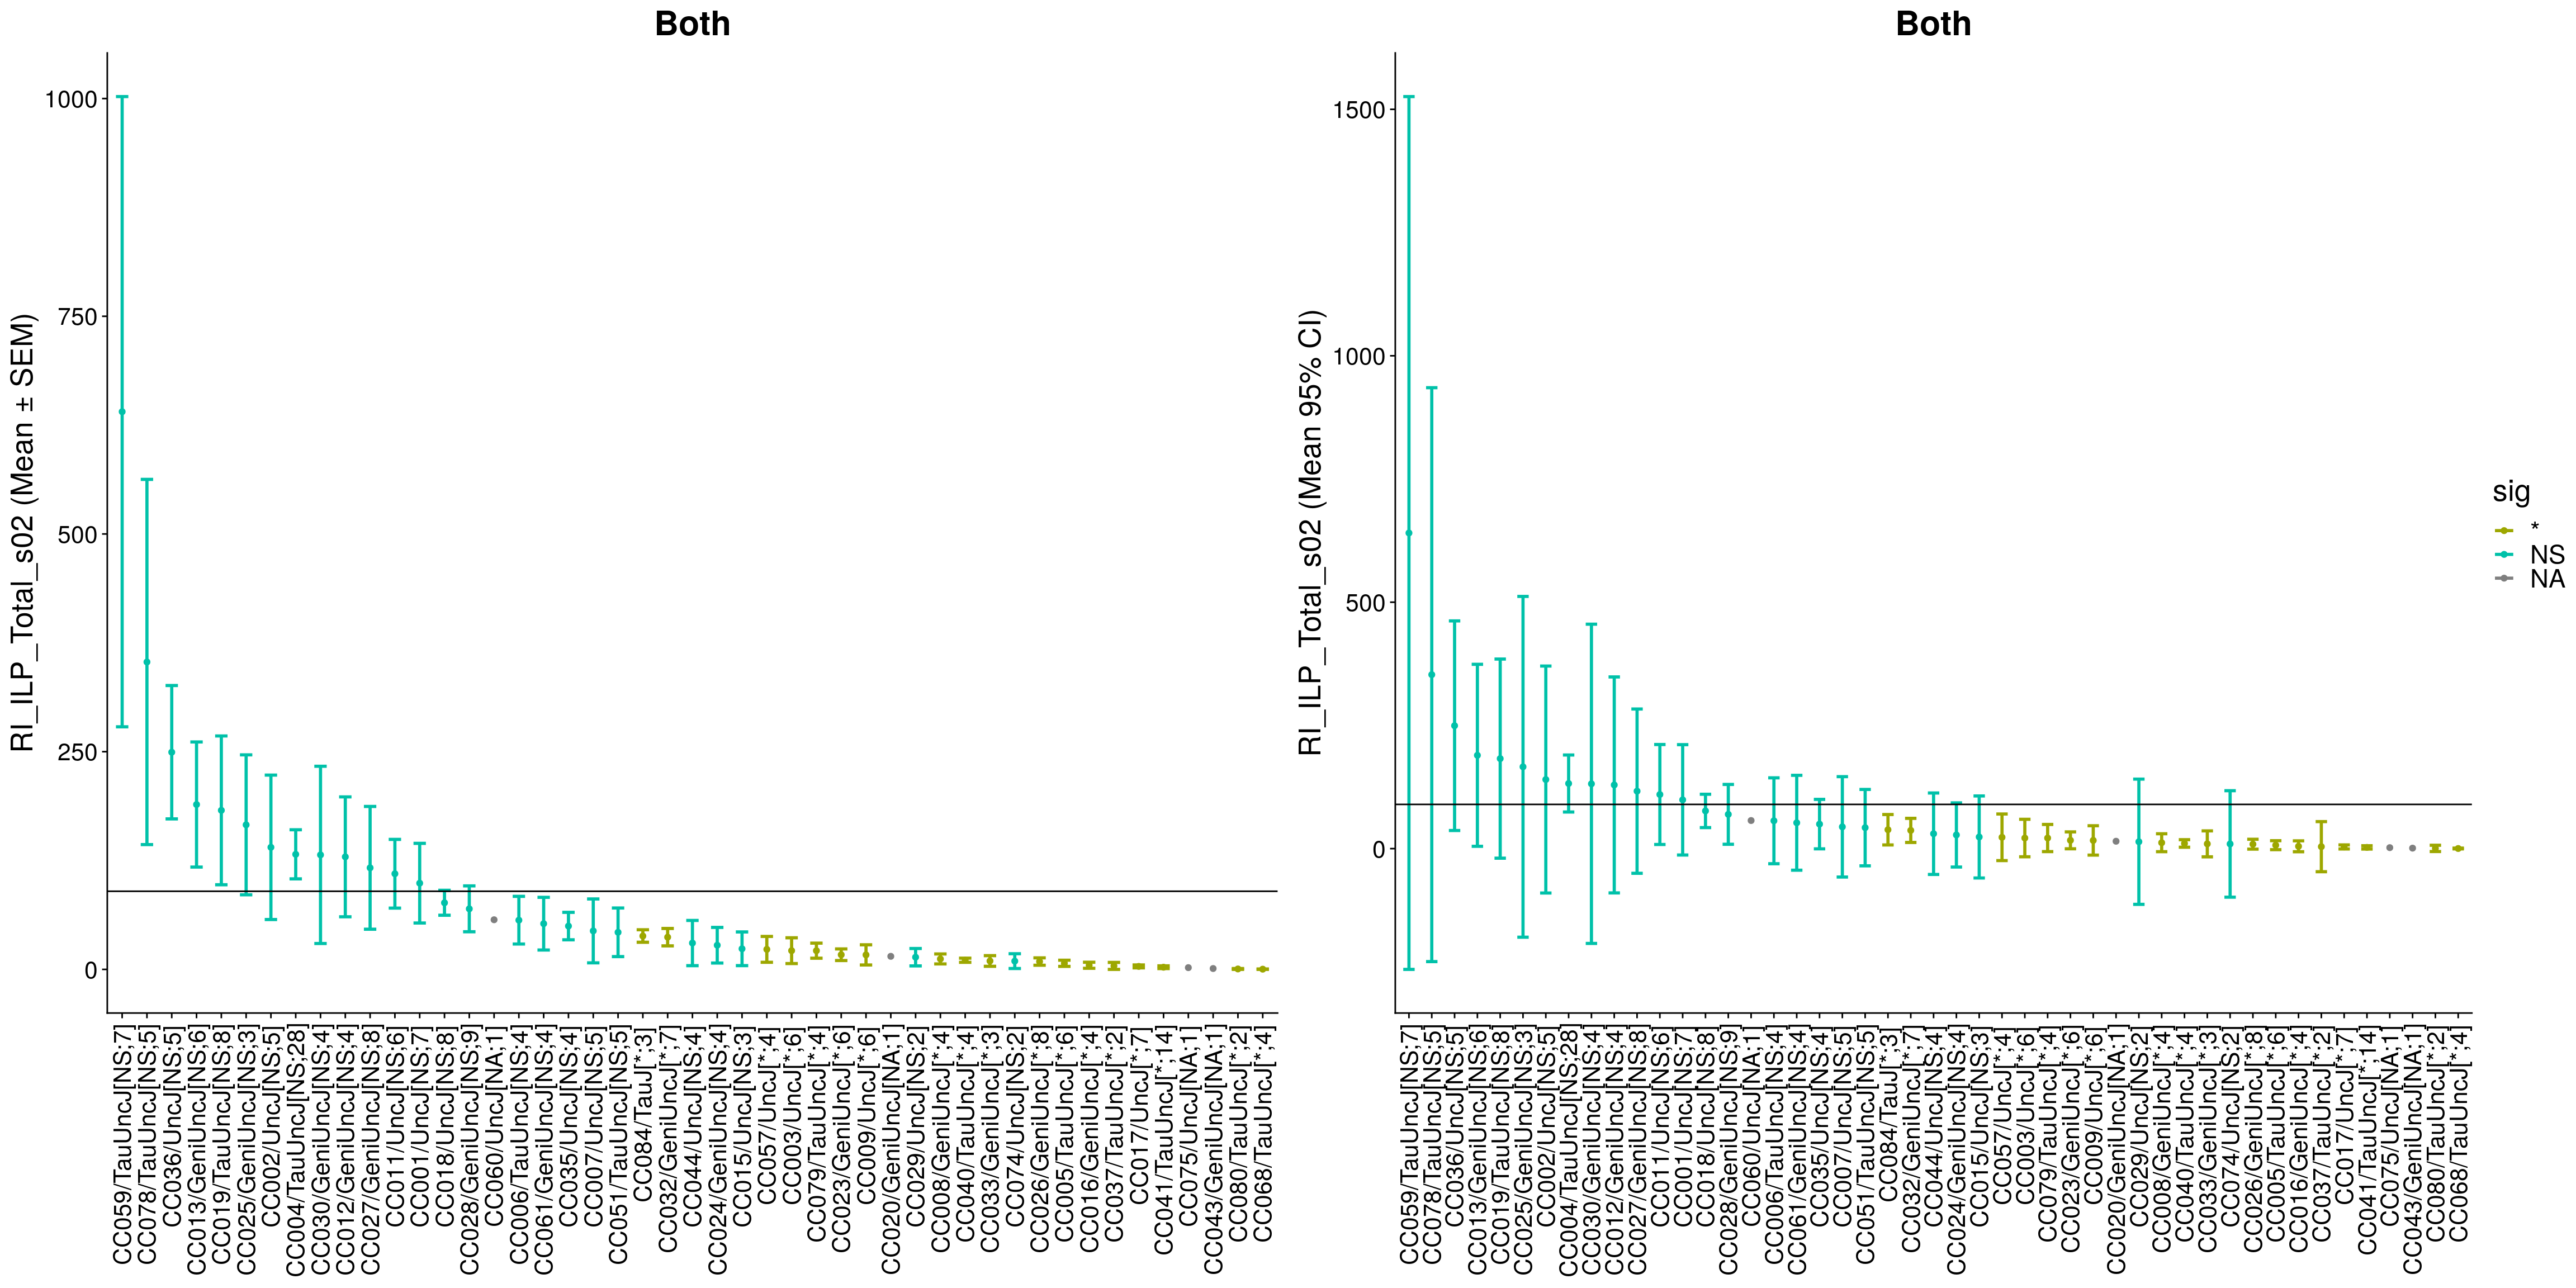 Both
RI_ILP_Total_s02 (Mean ± SEM)
1000
750
500
250
0
CC059/TauUncJ[NS;7]
CC078/TauUncJ[NS;5]
CC036/UncJ[NS;5]
CC013/GeniUncJ[NS;6]
CC019/TauUncJ[NS;8]
CC025/GeniUncJ[NS;3]
CC002/UncJ[NS;5]
CC004/TauUncJ[NS;28]
CC030/GeniUncJ[NS;4]
CC012/GeniUncJ[NS;4]
CC027/GeniUncJ[NS;8]
CC011/UncJ[NS;6]
CC001/UncJ[NS;7]
CC018/UncJ[NS;8]
CC028/GeniUncJ[NS;9]
CC060/UncJ[NA;1]
CC006/TauUncJ[NS;4]
CC061/GeniUncJ[NS;4]
CC035/UncJ[NS;4]
CC007/UncJ[NS;5]
CC051/TauUncJ[NS;5]
CC084/TauJ[*;3]
CC032/GeniUncJ[*;7]
CC044/UncJ[NS;4]
CC024/GeniUncJ[NS;4]
CC015/UncJ[NS;3]
CC057/UncJ[*;4]
CC003/UncJ[*;6]
CC079/TauUncJ[*;4]
CC023/GeniUncJ[*;6]
CC009/UncJ[*;6]
CC020/GeniUncJ[NA;1]
CC029/UncJ[NS;2]
CC008/GeniUncJ[*;4]
CC040/TauUncJ[*;4]
CC033/GeniUncJ[*;3]
CC074/UncJ[NS;2]
CC026/GeniUncJ[*;8]
CC005/TauUncJ[*;6]
CC016/GeniUncJ[*;4]
CC037/TauUncJ[*;2]
CC017/UncJ[*;7]
CC041/TauUncJ[*;14]
CC075/UncJ[NA;1]
CC043/GeniUncJ[NA;1]
CC080/TauUncJ[*;2]
CC068/TauUncJ[*;4]
Both
RI_ILP_Total_s02 (Mean 95% CI)
1500
1000
500
0
CC059/TauUncJ[NS;7]
CC078/TauUncJ[NS;5]
CC036/UncJ[NS;5]
CC013/GeniUncJ[NS;6]
CC019/TauUncJ[NS;8]
CC025/GeniUncJ[NS;3]
CC002/UncJ[NS;5]
CC004/TauUncJ[NS;28]
CC030/GeniUncJ[NS;4]
CC012/GeniUncJ[NS;4]
CC027/GeniUncJ[NS;8]
CC011/UncJ[NS;6]
CC001/UncJ[NS;7]
CC018/UncJ[NS;8]
CC028/GeniUncJ[NS;9]
CC060/UncJ[NA;1]
CC006/TauUncJ[NS;4]
CC061/GeniUncJ[NS;4]
CC035/UncJ[NS;4]
CC007/UncJ[NS;5]
CC051/TauUncJ[NS;5]
CC084/TauJ[*;3]
CC032/GeniUncJ[*;7]
CC044/UncJ[NS;4]
CC024/GeniUncJ[NS;4]
CC015/UncJ[NS;3]
CC057/UncJ[*;4]
CC003/UncJ[*;6]
CC079/TauUncJ[*;4]
CC023/GeniUncJ[*;6]
CC009/UncJ[*;6]
CC020/GeniUncJ[NA;1]
CC029/UncJ[NS;2]
CC008/GeniUncJ[*;4]
CC040/TauUncJ[*;4]
CC033/GeniUncJ[*;3]
CC074/UncJ[NS;2]
CC026/GeniUncJ[*;8]
CC005/TauUncJ[*;6]
CC016/GeniUncJ[*;4]
CC037/TauUncJ[*;2]
CC017/UncJ[*;7]
CC041/TauUncJ[*;14]
CC075/UncJ[NA;1]
CC043/GeniUncJ[NA;1]
CC080/TauUncJ[*;2]
CC068/TauUncJ[*;4]
sig
*
NS
NA